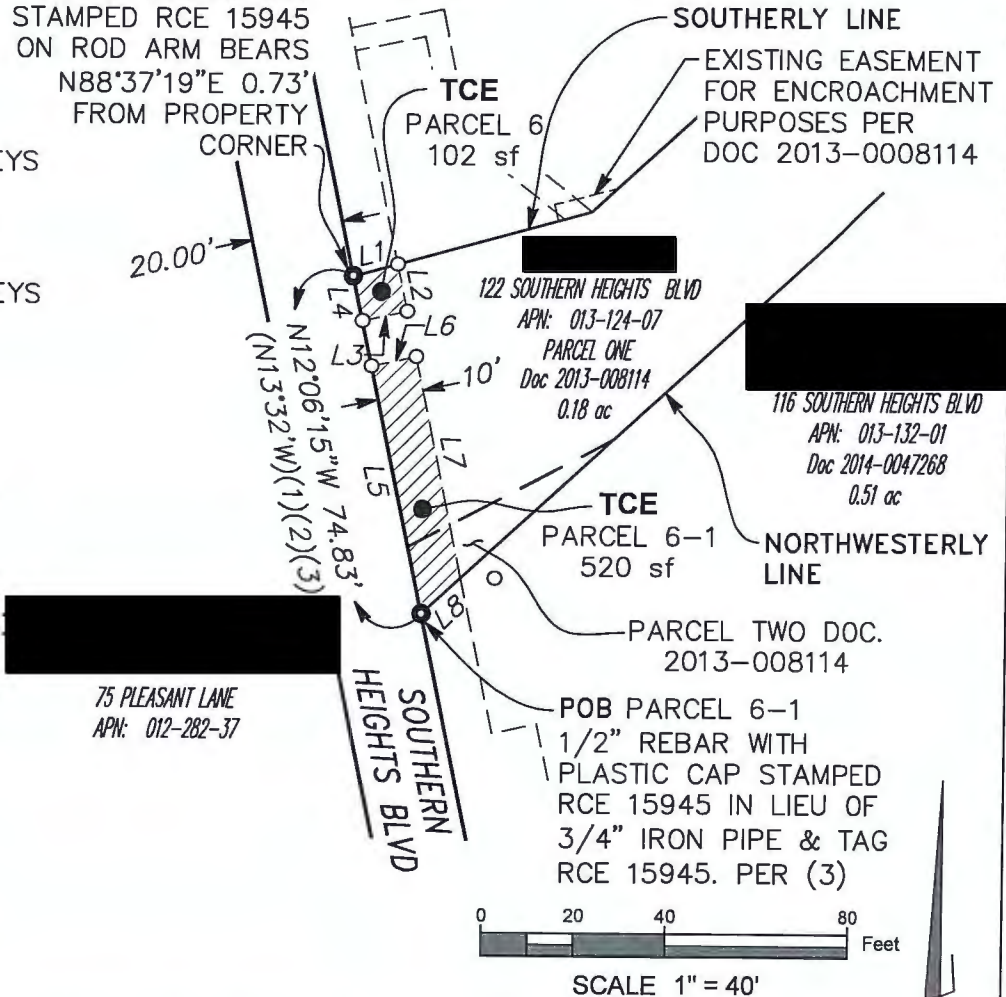 STAMPED RCE 15945
ON ROD ARM BEARS
N88°37'19"E 0.73'
FROM PROPERTY
CORNER
EYS
EYS
SOUTHERLY LINE
EXISTING EASEMENT
FOR ENCROACHMENT
PURPOSES PER
DOC 2013-0008114
TCE
PARCEL 6
102 sf
20.00'
L1
L2
L4
L3
L6
10'
L5
L7
L8
N12°06'15"W 74.83'
(N13°32'W)(1)(2)(3)
122 SOUTHERN HEIGHTS BLVD
APN: 013-124-07
PARCEL ONE
Doc 2013-008114
0.18 ac
116 SOUTHERN HEIGHTS BLVD
APN: 013-132-01
Doc 2014-0047268
0.51 ac
TCE
PARCEL 6-1
520 sf
NORTHWESTERLY
LINE
PARCEL TWO DOC.
2013-008114
75 PLEASANT LANE
APN: 012-282-37
SOUTHERN
HEIGHTS BLVD
POB PARCEL 6-1
1/2" REBAR WITH
PLASTIC CAP STAMPED
RCE 15945 IN LIEU OF
3/4" IRON PIPE & TAG
RCE 15945. PER (3)
0 20 40 80
Feet
SCALE 1" = 40'